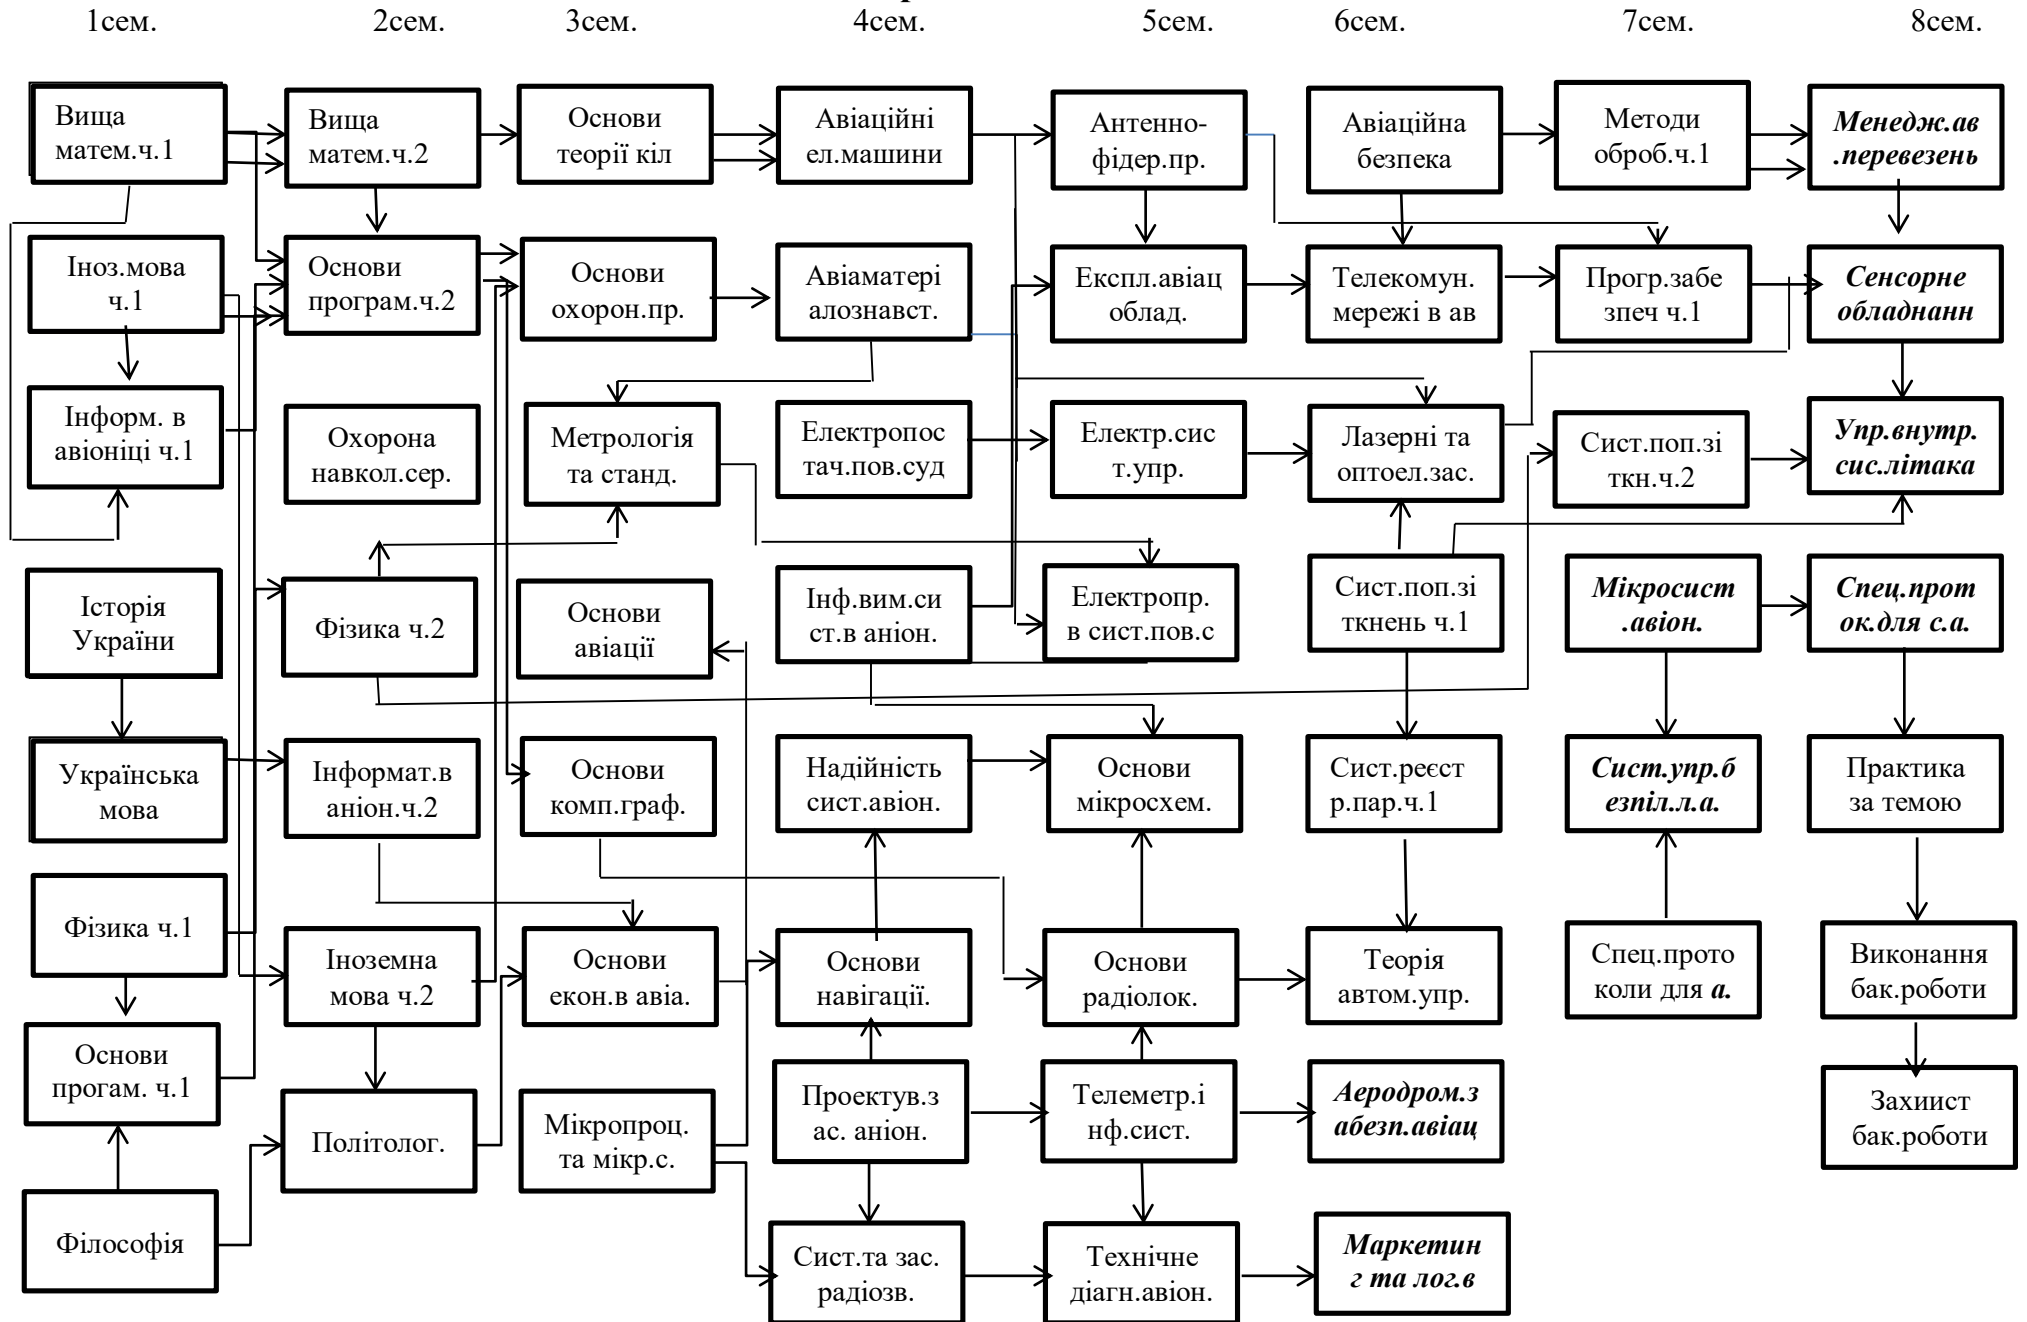 1сем.
2сем.
3сем.
4сем.
5сем.
6сем.
7сем.
8сем.
Вища
матем.ч.1
Вища
матем.ч.2
Основи
теорії кіл
Авіаційні
ел.машини
Антенно-
фідер.пр.
Авіаційна
безпека
Методи
оброб.ч.1
Менедж.ав
.перевезень
Іноз.мова
ч.1
Основи
програм.ч.2
Основи
охорон.пр.
Авіаматері
алознавст.
Експл.авіац
облад.
Телекомун.
мережі в ав
Прогр.забе
зпеч ч.1
Сенсорне
обладнанн
Інформ. в
авіоніці ч.1
Охорона
навкол.сер.
Метрологія
та станд.
Електропос
тач.пов.суд
Електр.сис
т.упр.
Лазерні та
оптоел.зас.
Сист.поп.зі
ткн.ч.2
Упр.внутр.
сис.літака
Історія
України
Фізика ч.2
Основи
авіації
Інф.вим.си
ст.в аніон.
Електропр.
в сист.пов.с
Сист.поп.зі
ткнень ч.1
Мікросист
.авіон.
Спец.прот
ок.для с.а.
Українська
мова
Інформат.в
аніон.ч.2
Основи
комп.граф.
Надійність
сист.авіон.
Основи
мікросхем.
Сист.реєст
р.пар.ч.1
Сист.упр.б
езпіл.л.а.
Практика
за темою
Фізика ч.1
Іноземна
мова ч.2
Основи
екон.в авіа.
Основи
навігації.
Основи
радіолок.
Теорія
автом.упр.
Спец.прото
коли для а.
Виконання
бак.роботи
Основи
прогам. ч.1
Політолог.
Мікропроц.
та мікр.с.
Проектув.з
ас. аніон.
Телеметр.і
нф.сист.
Аеродром.з
абезп.авіац
Захиист
бак.роботи
Філософія
Сист.та зас.
радіозв.
Технічне
діагн.авіон.
Маркетин
г та лог.в